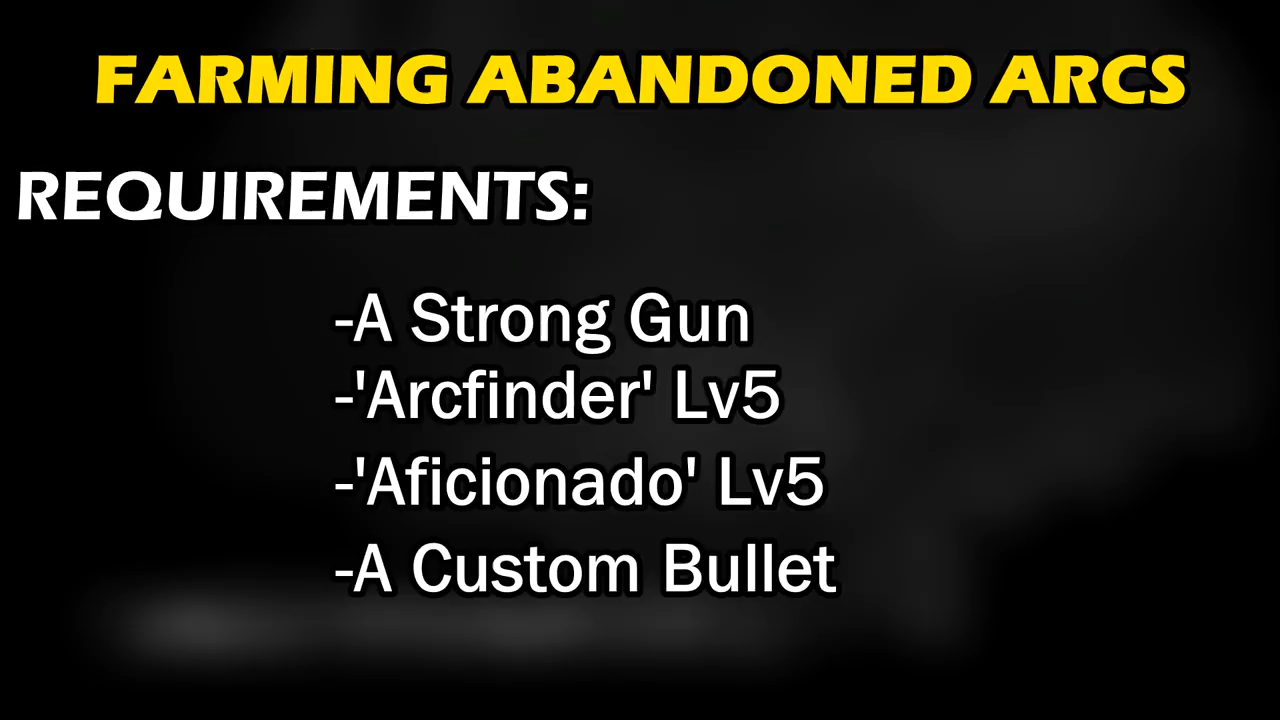 FARMING ABANDONED ARCS
REQUIREMENTS:
-A Strong Gun
-'Arcfinder' Lv5
-'Aficionado' Lv5
-A Custom Bullet